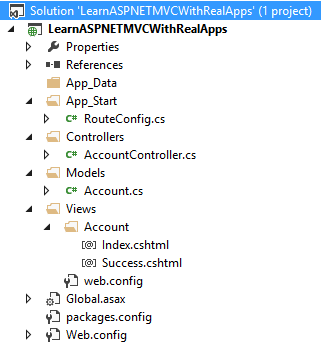 Solution 'LearnASPNETMVCWithRealApps' (1 project)
LearnASPNETMVCWithRealApps
Properties
References
App_Data
App_Start
C# RouteConfig.cs
Controllers
C# AccountController.cs
Models
C# Account.cs
Views
Account
[@] Index.cshtml
[@] Success.cshtml
web.config
Global.asax
packages.config
Web.config